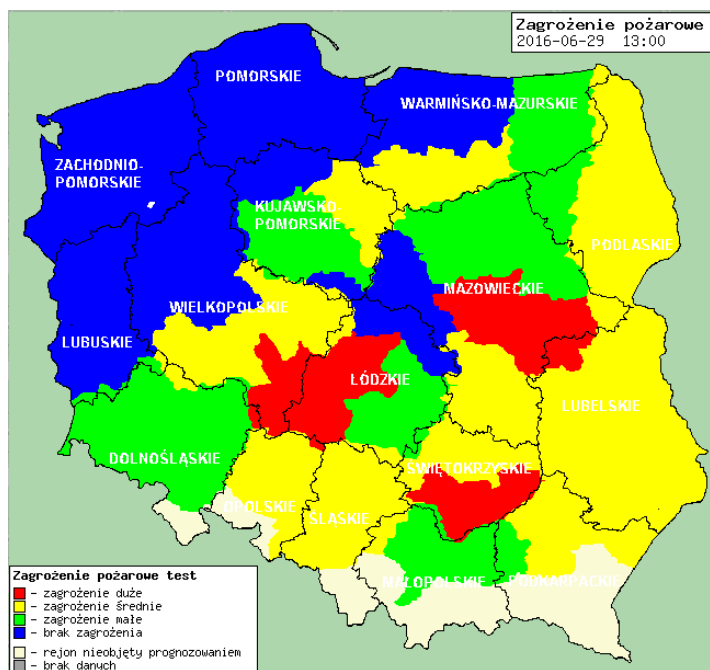 Zagrożenie pożarowe
2016-06-29 13:00
POMORSKIE
WARMIŃSKO-MAZURSKIE
ZACHODNIO-
POMORSKIE
KUJAWSKO-
POMORSKIE
PODLASKIE
MAZOWIECKIE
WIELKOPOLSKIE
LUBUSKIE
ŁÓDZKIE
LUBELSKIE
DOLNOŚLĄSKIE
ŚWIĘTOKRZYSKIE
OPOLSKIE
ŚLĄSKIE
MAŁOPOLSKIE
PODKARPACKIE
Zagrożenie pożarowe test
- zagrożenie duże
- zagrożenie średnie
- zagrożenie małe
- brak zagrożenia
- rejon nieobjęty prognozowaniem
- brak danych